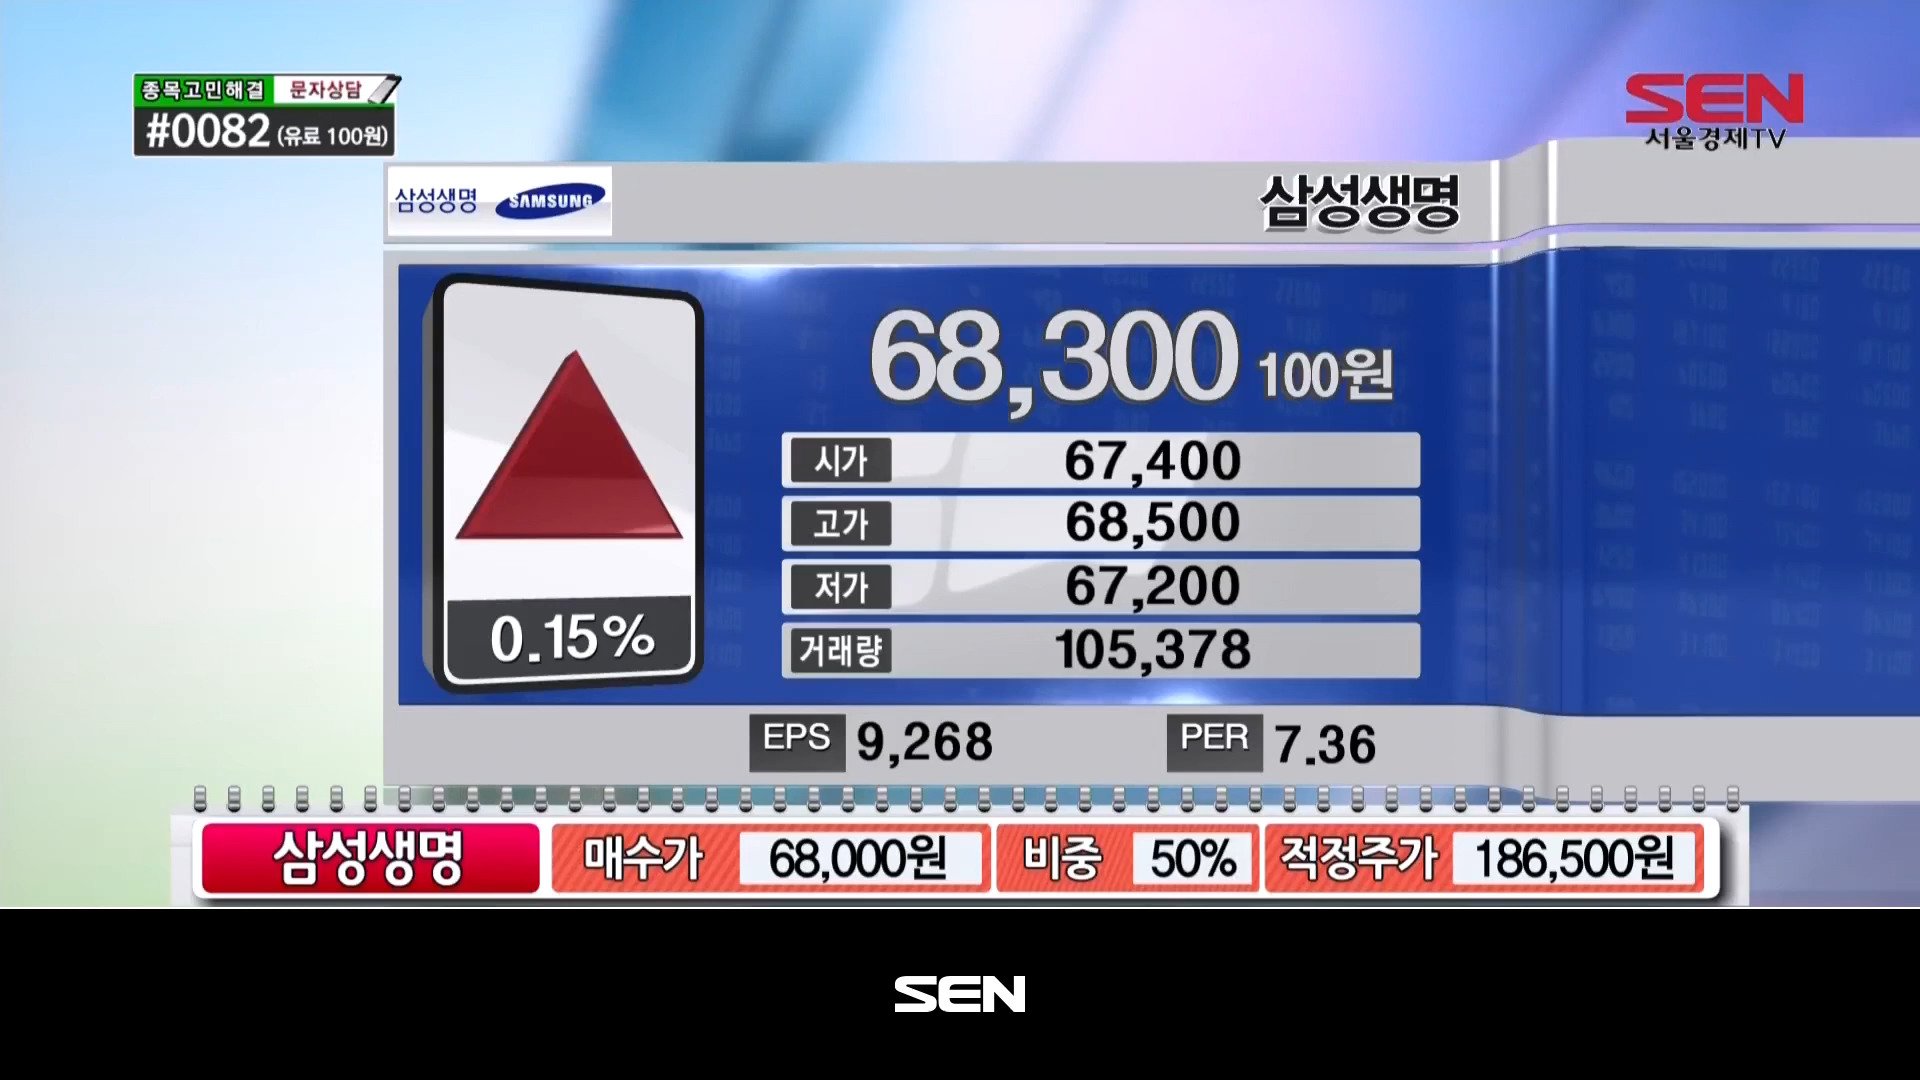 종목고민해결 문자상담
#0082 (유료 100원)
SEN
서울경제TV
삼성생명 SAMSUNG
삼성생명
68,300 100원
시가 67,400
고가 68,500
저가 67,200
거래량 105,378
0.15%
EPS 9,268 PER 7.36
삼성생명 매수가 68,000원 비중 50% 적정주가 186,500원
SEN